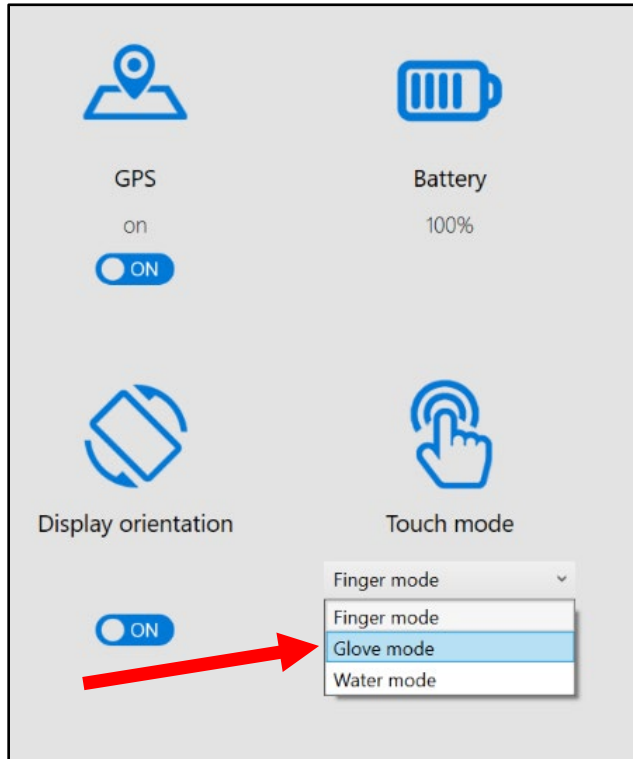 GPS
on
ON
Battery
100%
Display orientation
ON
Touch mode
Finger mode
Finger mode
Glove mode
Water mode